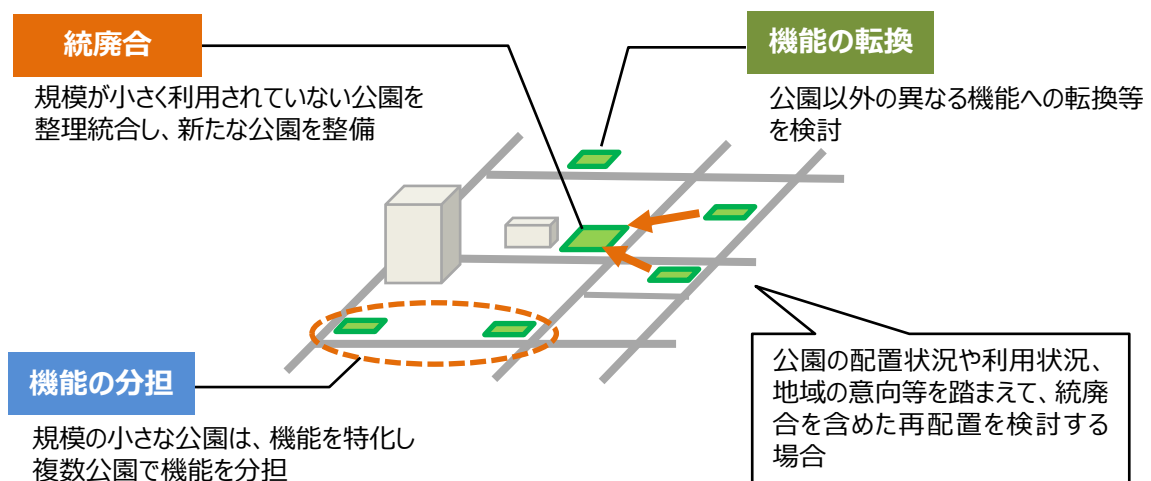 統廃合
規模が小さく利用されていない公園を
整理統合し、新たな公園を整備
機能の転換
公園以外の異なる機能への転換等
を検討
機能の分担
規模の小さな公園は、機能を特化し
複数公園で機能を分担
公園の配置状況や利用状況、
地域の意向等を踏まえて、統廃
合を含めた再配置を検討する
場合